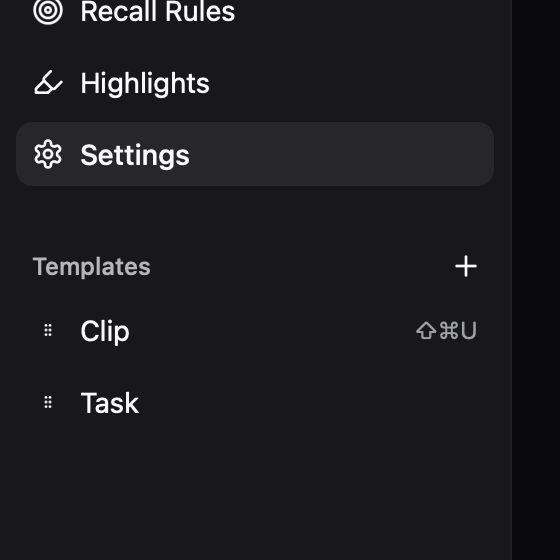 Recall Rules
Highlights
Settings
Templates
Clip ⇧⌘U
Task